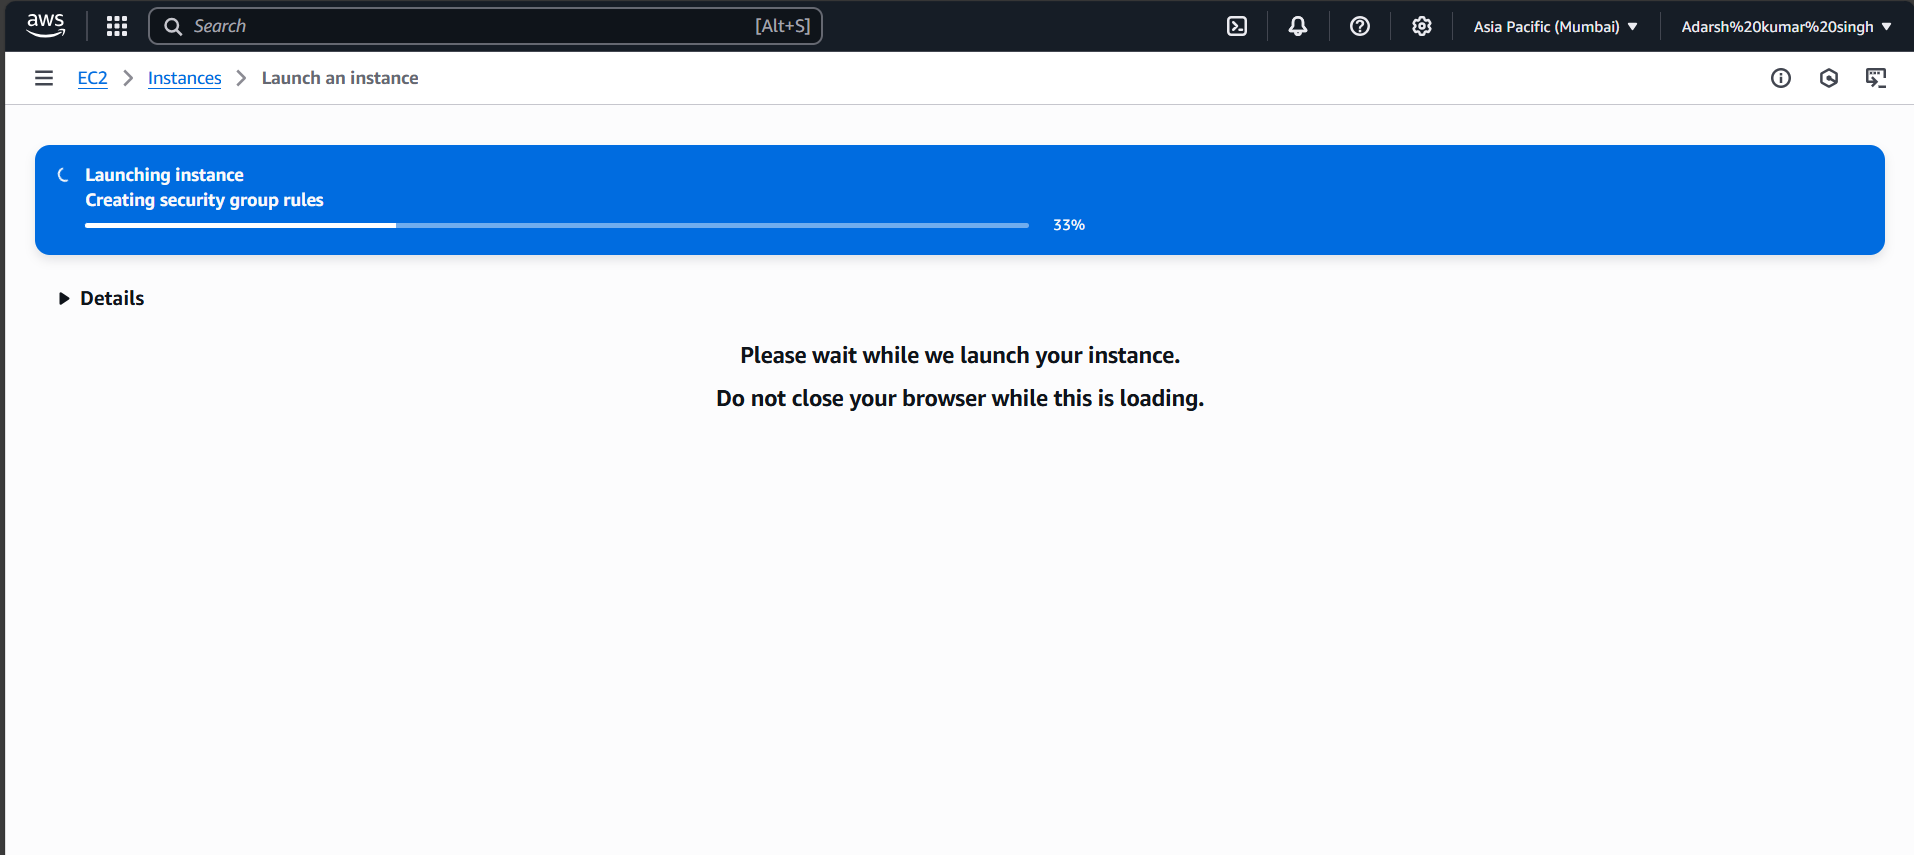 aws Search [Alt+S] Asia Pacific (Mumbai) Adarsh%20kumar%20singh
EC2 Instances Launch an instance
Launching instance
Creating security group rules
33%
Details
Please wait while we launch your instance.
Do not close your browser while this is loading.